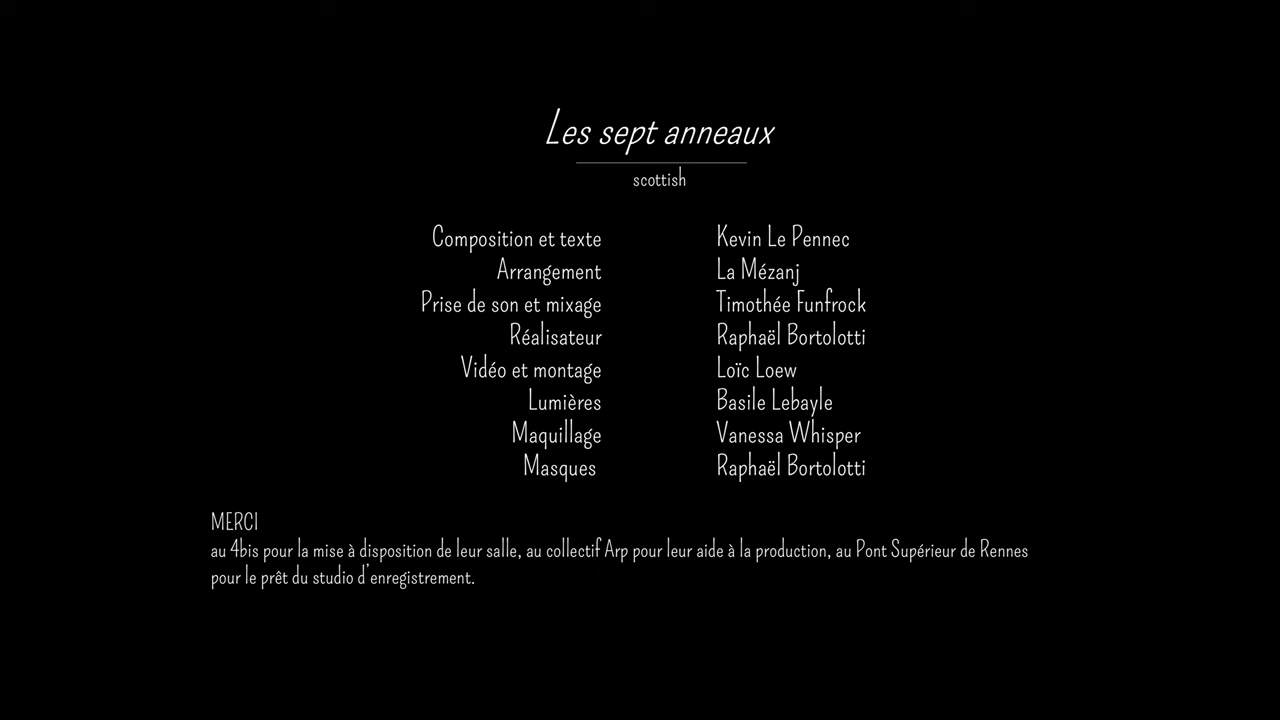 Les sept anneaux
scottish
Composition et texte Kevin Le Pennec
Arrangement La Mézanj
Prise de son et mixage Timothée Funfrock
Réalisateur Raphaël Bortolotti
Vidéo et montage Loïc Loew
Lumières Basile Lebayle
Maquillage Vanessa Whisper
Masques Raphaël Bortolotti
MERCI
au 4bis pour la mise à disposition de leur salle, au collectif Arp pour leur aide à la production, au Pont Supérieur de Rennes
pour le prêt du studio d'enregistrement.